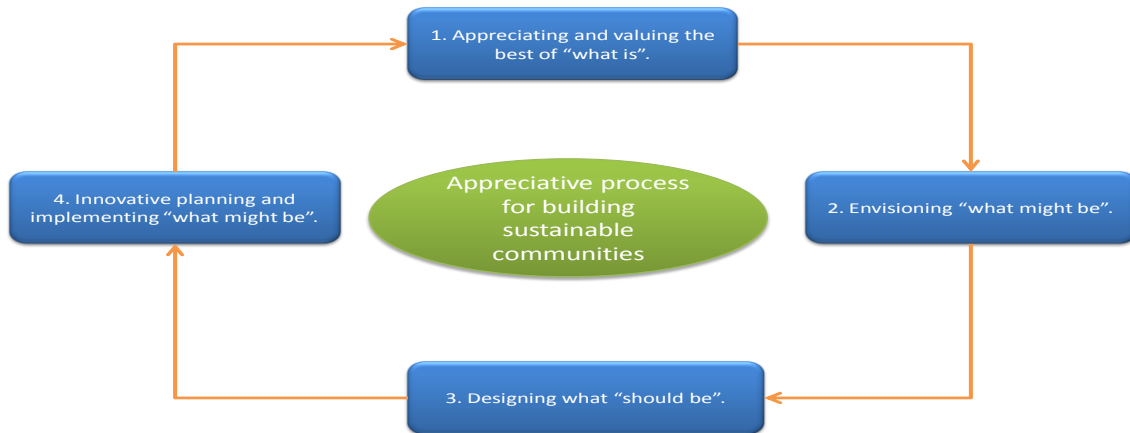 1. Appreciating and valuing the
best of “what is”.
4. Innovative planning and
implementing “what might be”.
Appreciative process
for building
sustainable
communities
2. Envisioning “what might be”.
3. Designing what “should be”.